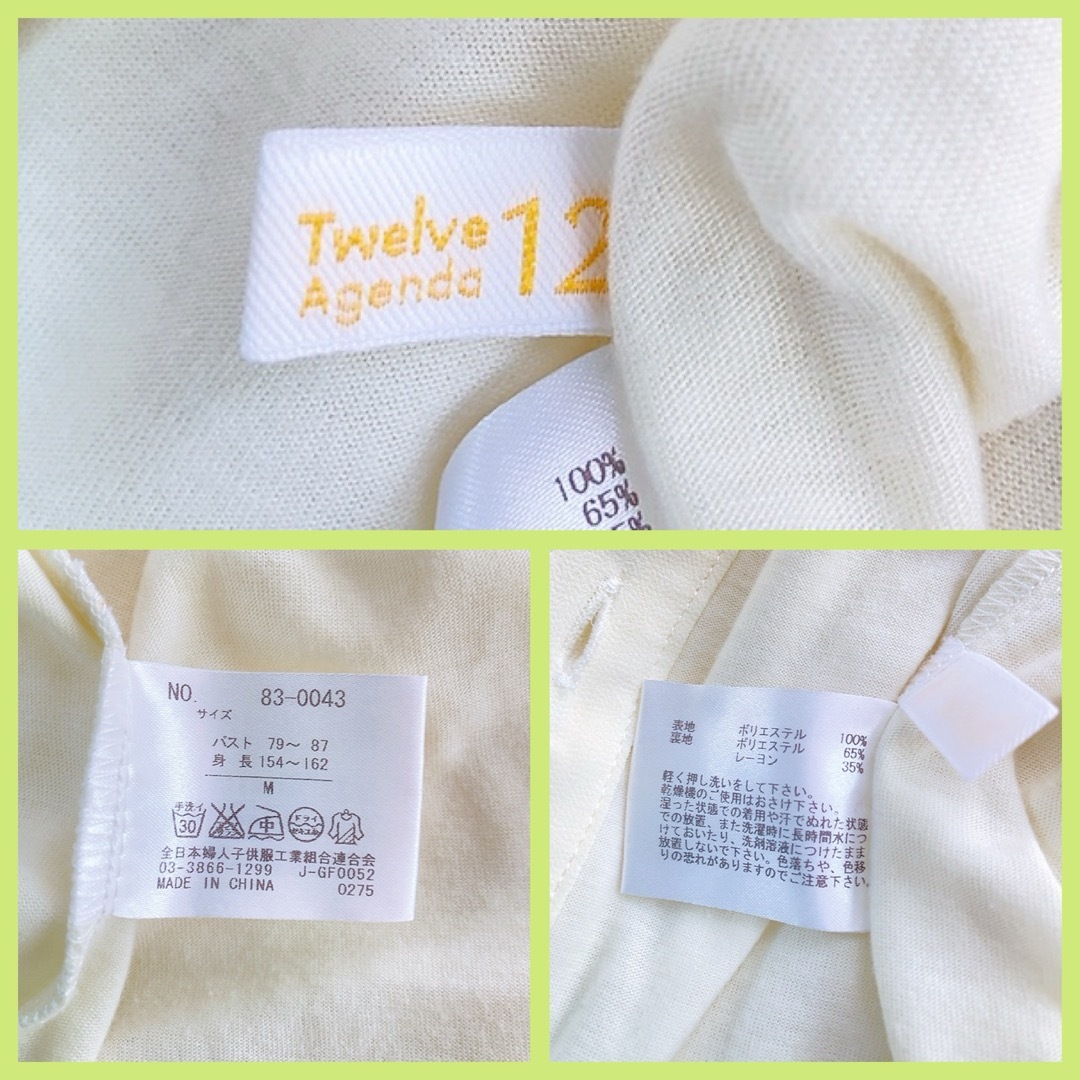 Twelve
Agenda
12
100%
65%
5%
NO. 83-0043
サイズ
バスト 79～ 87
身 長 154～162
M
手洗イ
30
中
ドライ
セキユ系
全日本婦人子供服工業組合連合会
03-3866-1299 J-GF0052
MADE IN CHINA 0275
表地 ポリエステル 100%
裏地 ポリエステル 65%
レーヨン 35%
軽く押し洗いをして下さい。
乾燥機のご使用はおさけ下さい。
湿った状態での着用や汗でぬれた状態
での放置、また洗濯時に長時間水につ
けておいたり、洗剤溶液につけたまま
放置しないで下さい。色落ちや、色移
りの恐れがありますのでご注意下さい。